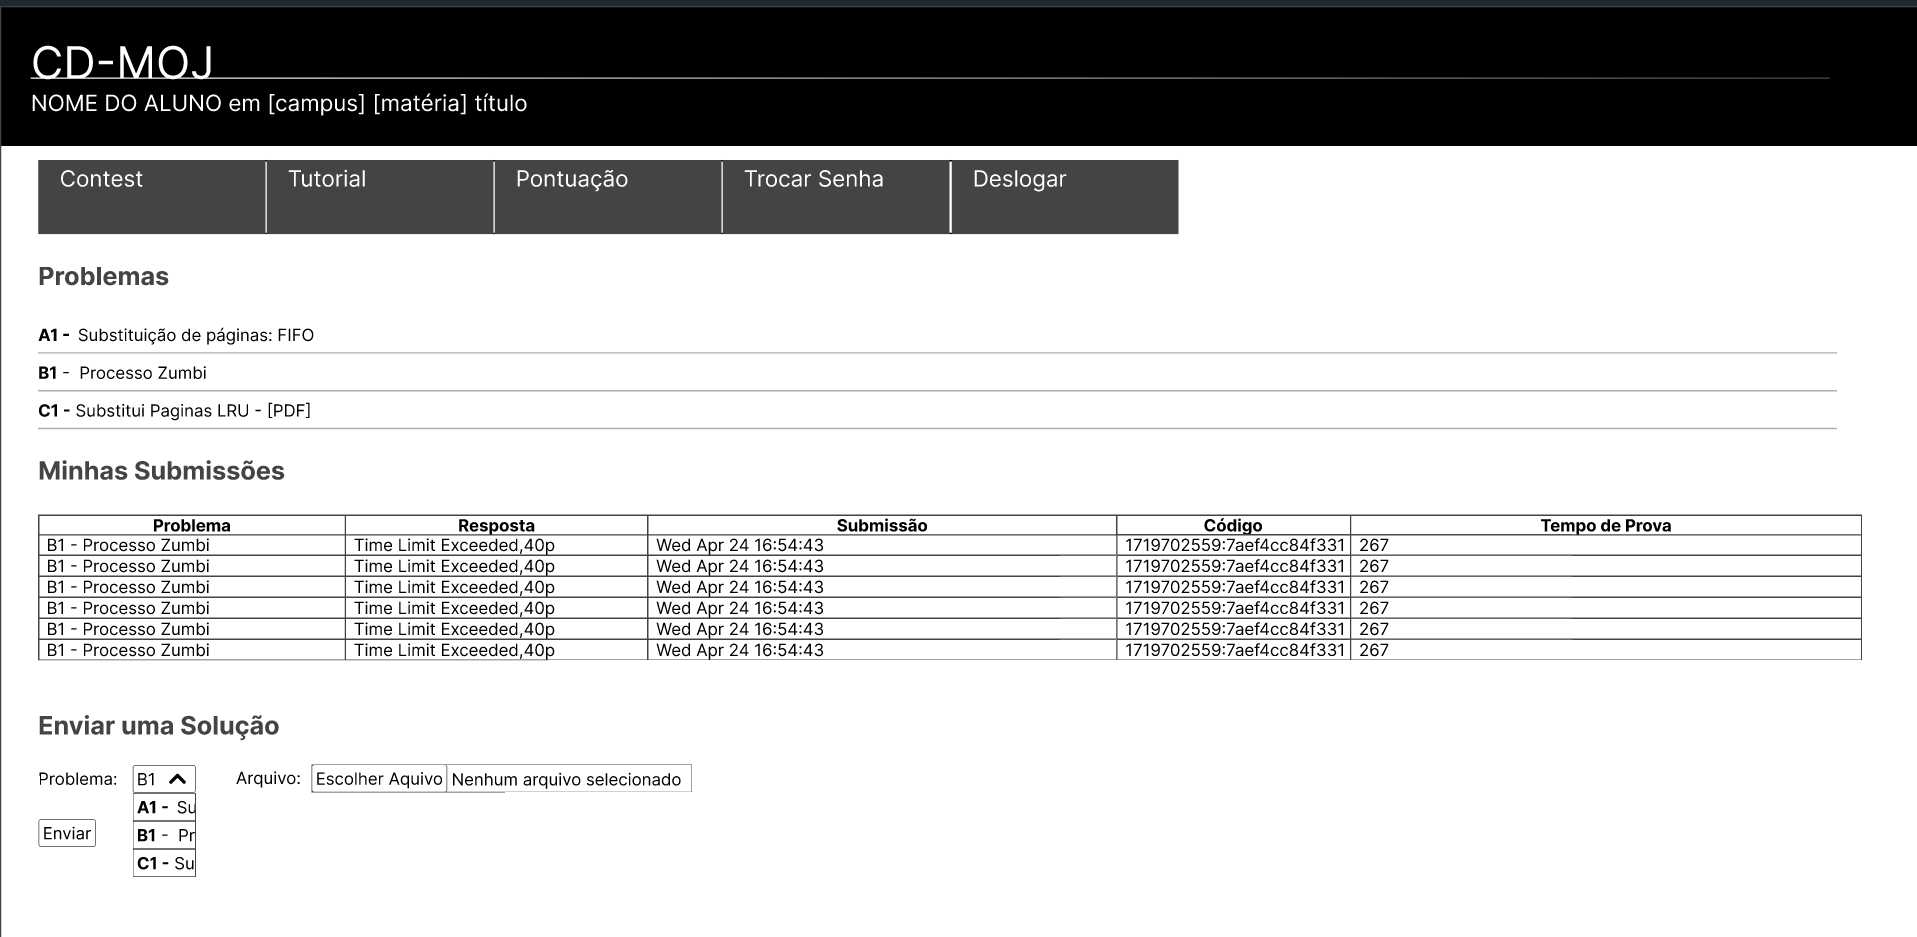 CD-MOJ
NOME DO ALUNO em [campus] [matéria] título
Contest Tutorial Pontuação Trocar Senha Deslogar
Problemas
A1 - Substituição de páginas: FIFO
B1 - Processo Zumbi
C1 - Substitui Paginas LRU - [PDF]
Minhas Submissões
Problema Resposta Submissão Código Tempo de Prova
B1 - Processo Zumbi Time Limit Exceeded,40p Wed Apr 24 16:54:43 1719702559:7aef4cc84f331 267
B1 - Processo Zumbi Time Limit Exceeded,40p Wed Apr 24 16:54:43 1719702559:7aef4cc84f331 267
B1 - Processo Zumbi Time Limit Exceeded,40p Wed Apr 24 16:54:43 1719702559:7aef4cc84f331 267
B1 - Processo Zumbi Time Limit Exceeded,40p Wed Apr 24 16:54:43 1719702559:7aef4cc84f331 267
B1 - Processo Zumbi Time Limit Exceeded,40p Wed Apr 24 16:54:43 1719702559:7aef4cc84f331 267
B1 - Processo Zumbi Time Limit Exceeded,40p Wed Apr 24 16:54:43 1719702559:7aef4cc84f331 267
Enviar uma Solução
Problema: B1 Arquivo: Escolher Aquivo Nenhum arquivo selecionado
A1 - Su
Enviar B1 - Pr
C1 - Su